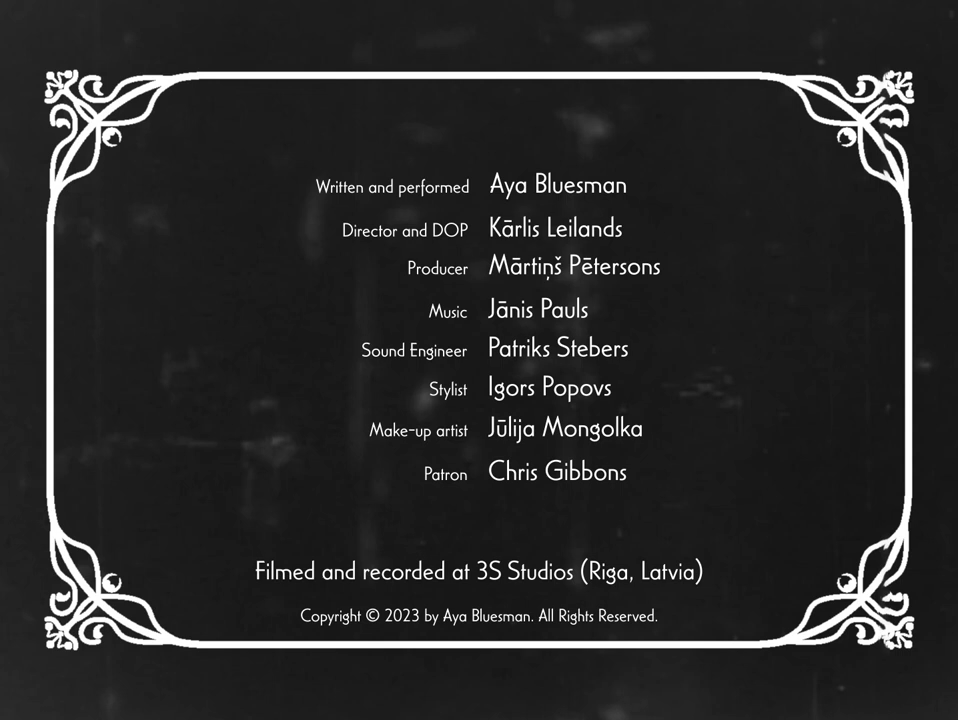 Written and performed Aya Bluesman
Director and DOP Kārlis Leilands
Producer Mārtiņš Pētersons
Music Jānis Pauls
Sound Engineer Patriks Stebers
Stylist Igors Popovs
Make-up artist Jūlija Mongolka
Patron Chris Gibbons
Filmed and recorded at 3S Studios (Riga, Latvia)
Copyright © 2023 by Aya Bluesman. All Rights Reserved.